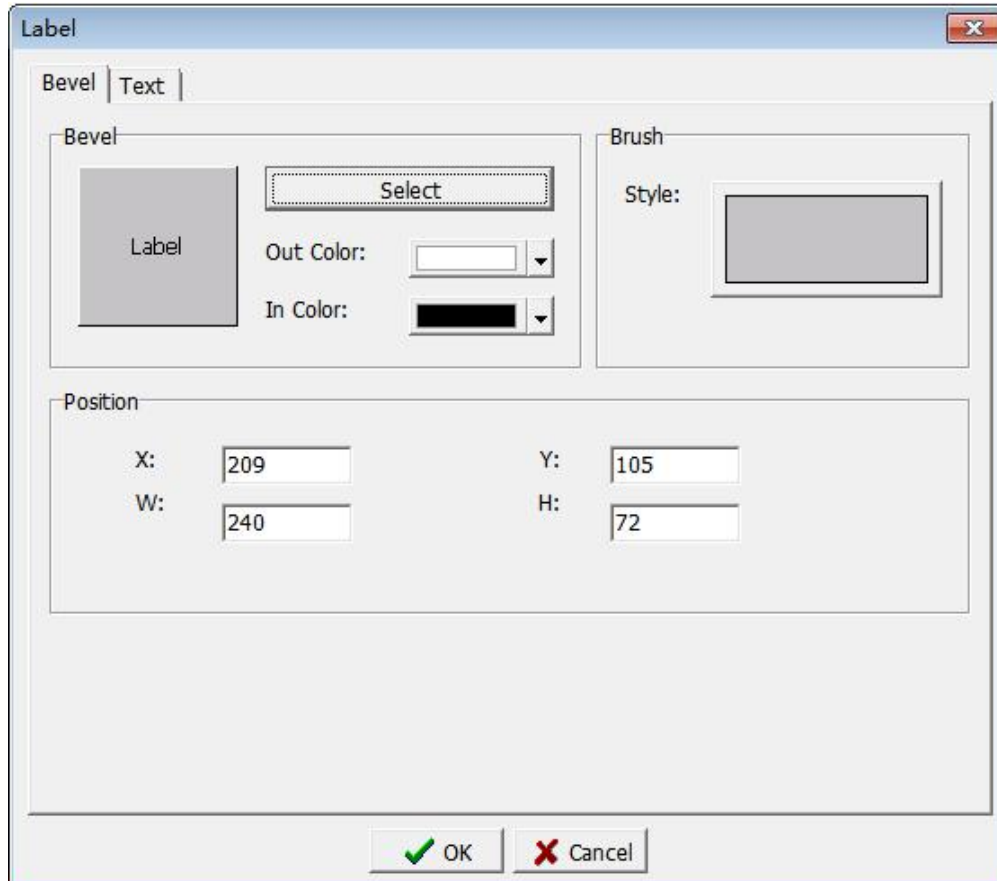 Label
Bevel Text
Bevel
Brush
Label
Select
Out Color:
In Color:
Style:
Position
X: 209 Y: 105
W: 240 H: 72
OK Cancel